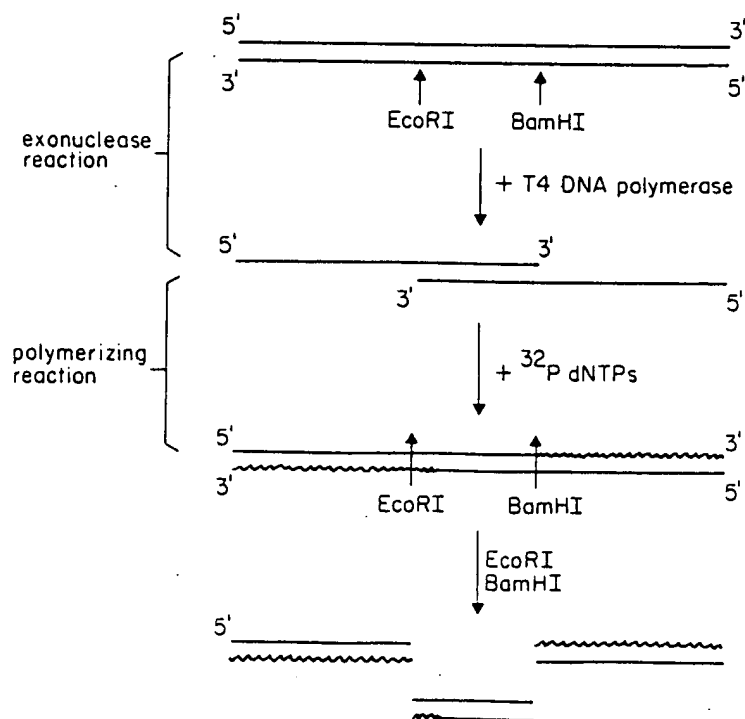 5' 3'
3' 5'
EcoRI BamHI
exonuclease
reaction
+ T4 DNA polymerase
5' 3'
3' 5'
polymerizing
reaction
+ ³²P dNTPs
5' 3'
3' 5'
EcoRI BamHI
EcoRI
BamHI
5'